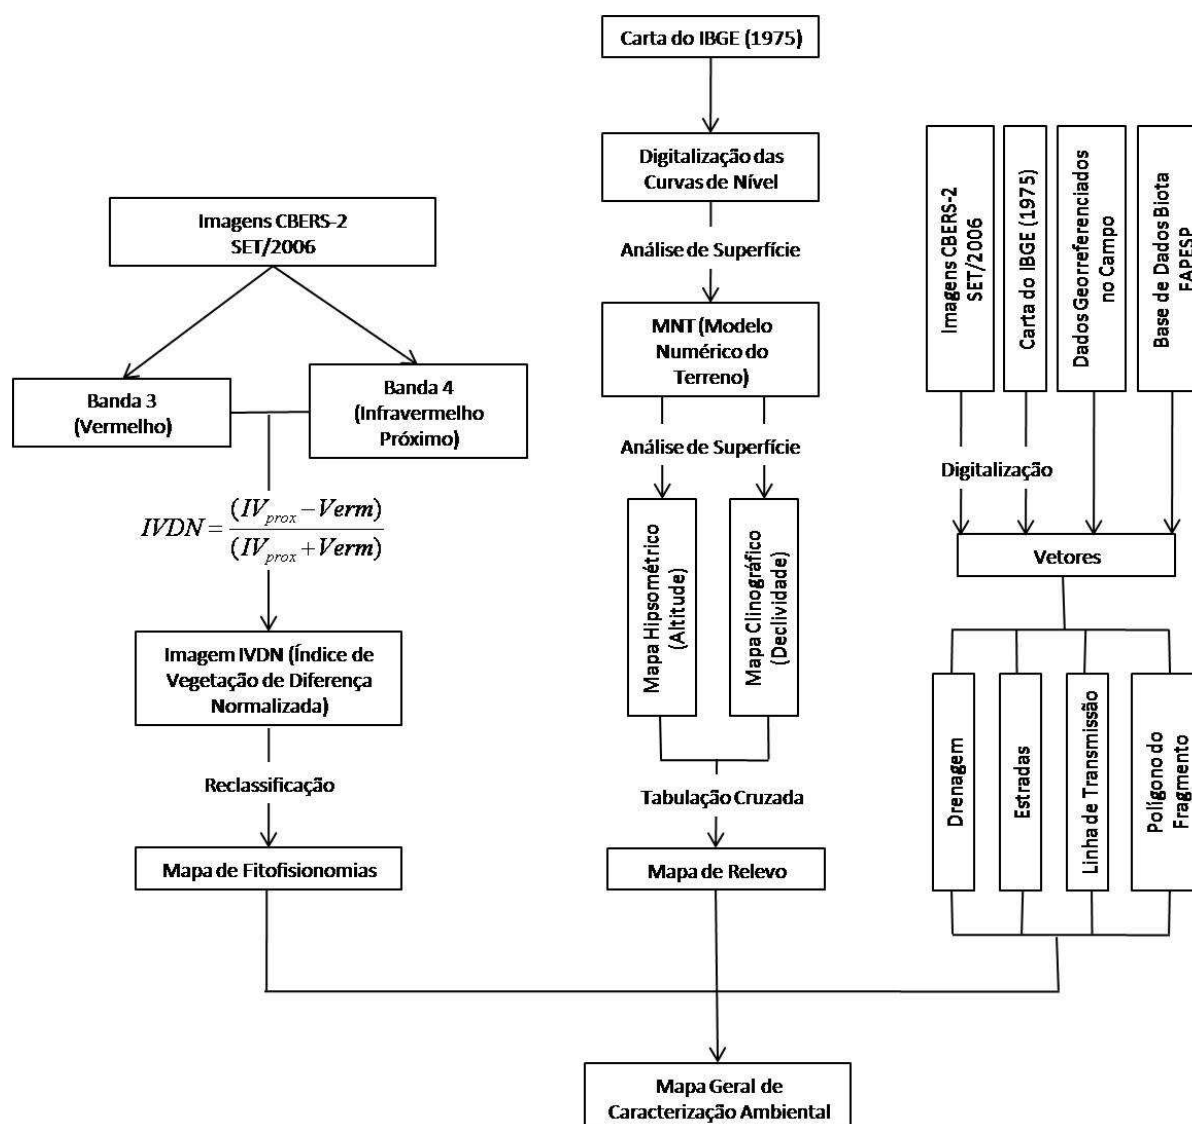 Carta do IBGE (1975)
Digitalização das
Curvas de Nível
Análise de Superfície
MNT (Modelo
Numérico do
Terreno)
Análise de Superfície
Mapa Hipsométrico
(Altitude)
Mapa Clinográfico
(Declividade)
Tabulação Cruzada
Mapa de Relevo
Imagens CBERS-2
SET/2006
Banda 3
(Vermelho)
Banda 4
(Infravermelho
Próximo)
IVDN = (IV_prox - Verm) / (IV_prox + Verm)
Imagem IVDN (Índice de
Vegetação de Diferença
Normalizada)
Reclassificação
Mapa de Fitofisionomias
Imagens CBERS-2
SET/2006
Carta do IBGE (1975)
Dados Georreferenciados
no Campo
Base de Dados Biota
FAPESP
Digitalização
Vetores
Drenagem
Estradas
Linha de Transmissão
Polígono do
Fragmento
Mapa Geral de
Caracterização Ambiental